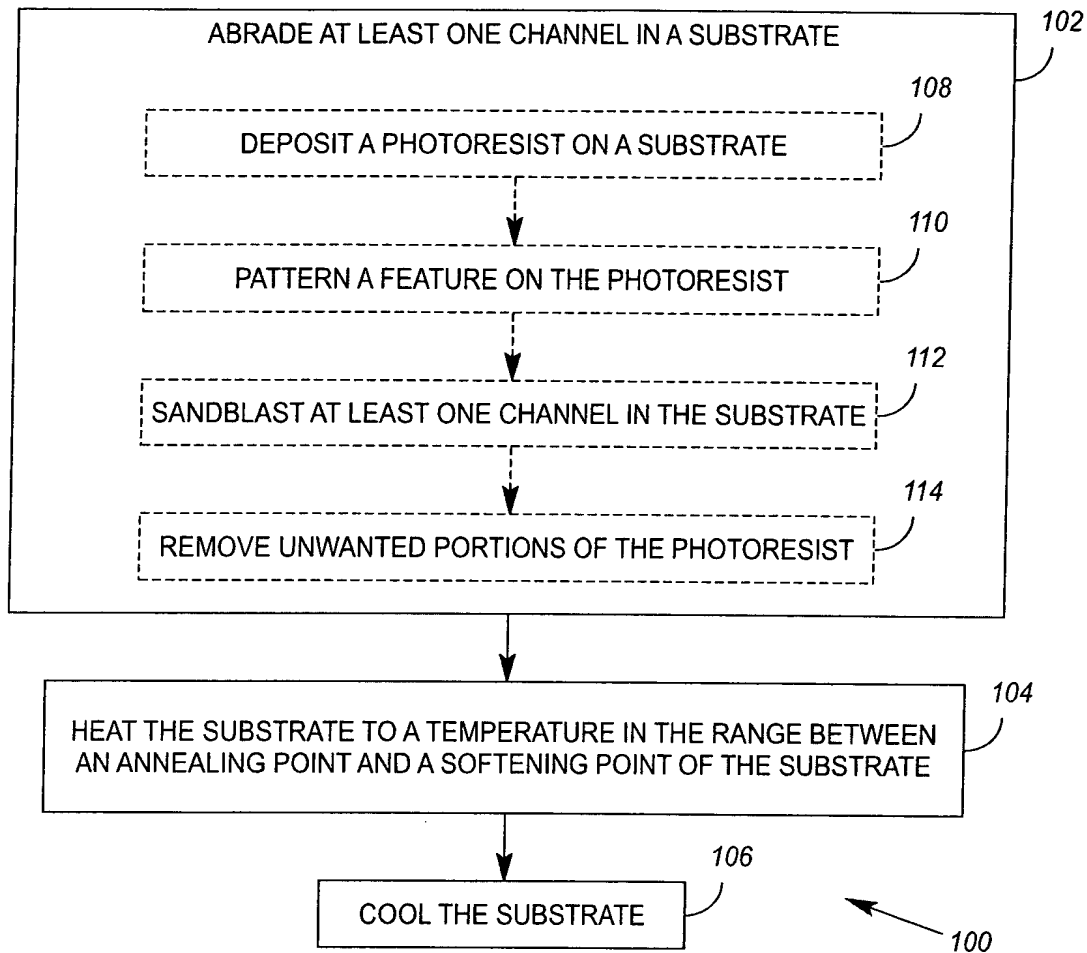 ABRADE AT LEAST ONE CHANNEL IN A SUBSTRATE
102
108
DEPOSIT A PHOTORESIST ON A SUBSTRATE
110
PATTERN A FEATURE ON THE PHOTORESIST
112
SANDBLAST AT LEAST ONE CHANNEL IN THE SUBSTRATE
114
REMOVE UNWANTED PORTIONS OF THE PHOTORESIST
104
HEAT THE SUBSTRATE TO A TEMPERATURE IN THE RANGE BETWEEN
AN ANNEALING POINT AND A SOFTENING POINT OF THE SUBSTRATE
106
COOL THE SUBSTRATE
100